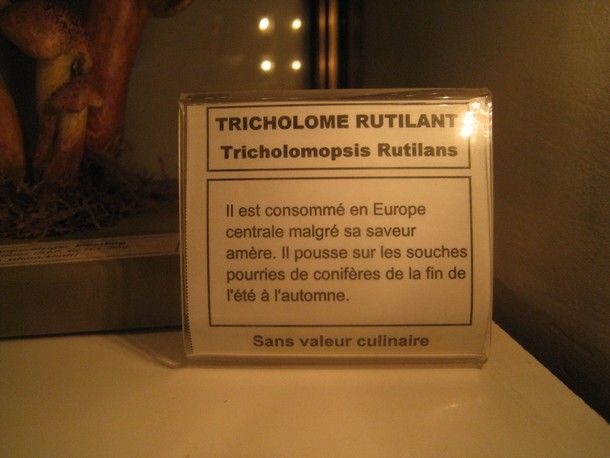 TRICHOLOME RUTILANT
Tricholomopsis Rutilans
Il est consommé en Europe
centrale malgré sa saveur
amère. Il pousse sur les souches
pourries de conifères de la fin de
l'été à l'automne.
Sans valeur culinaire